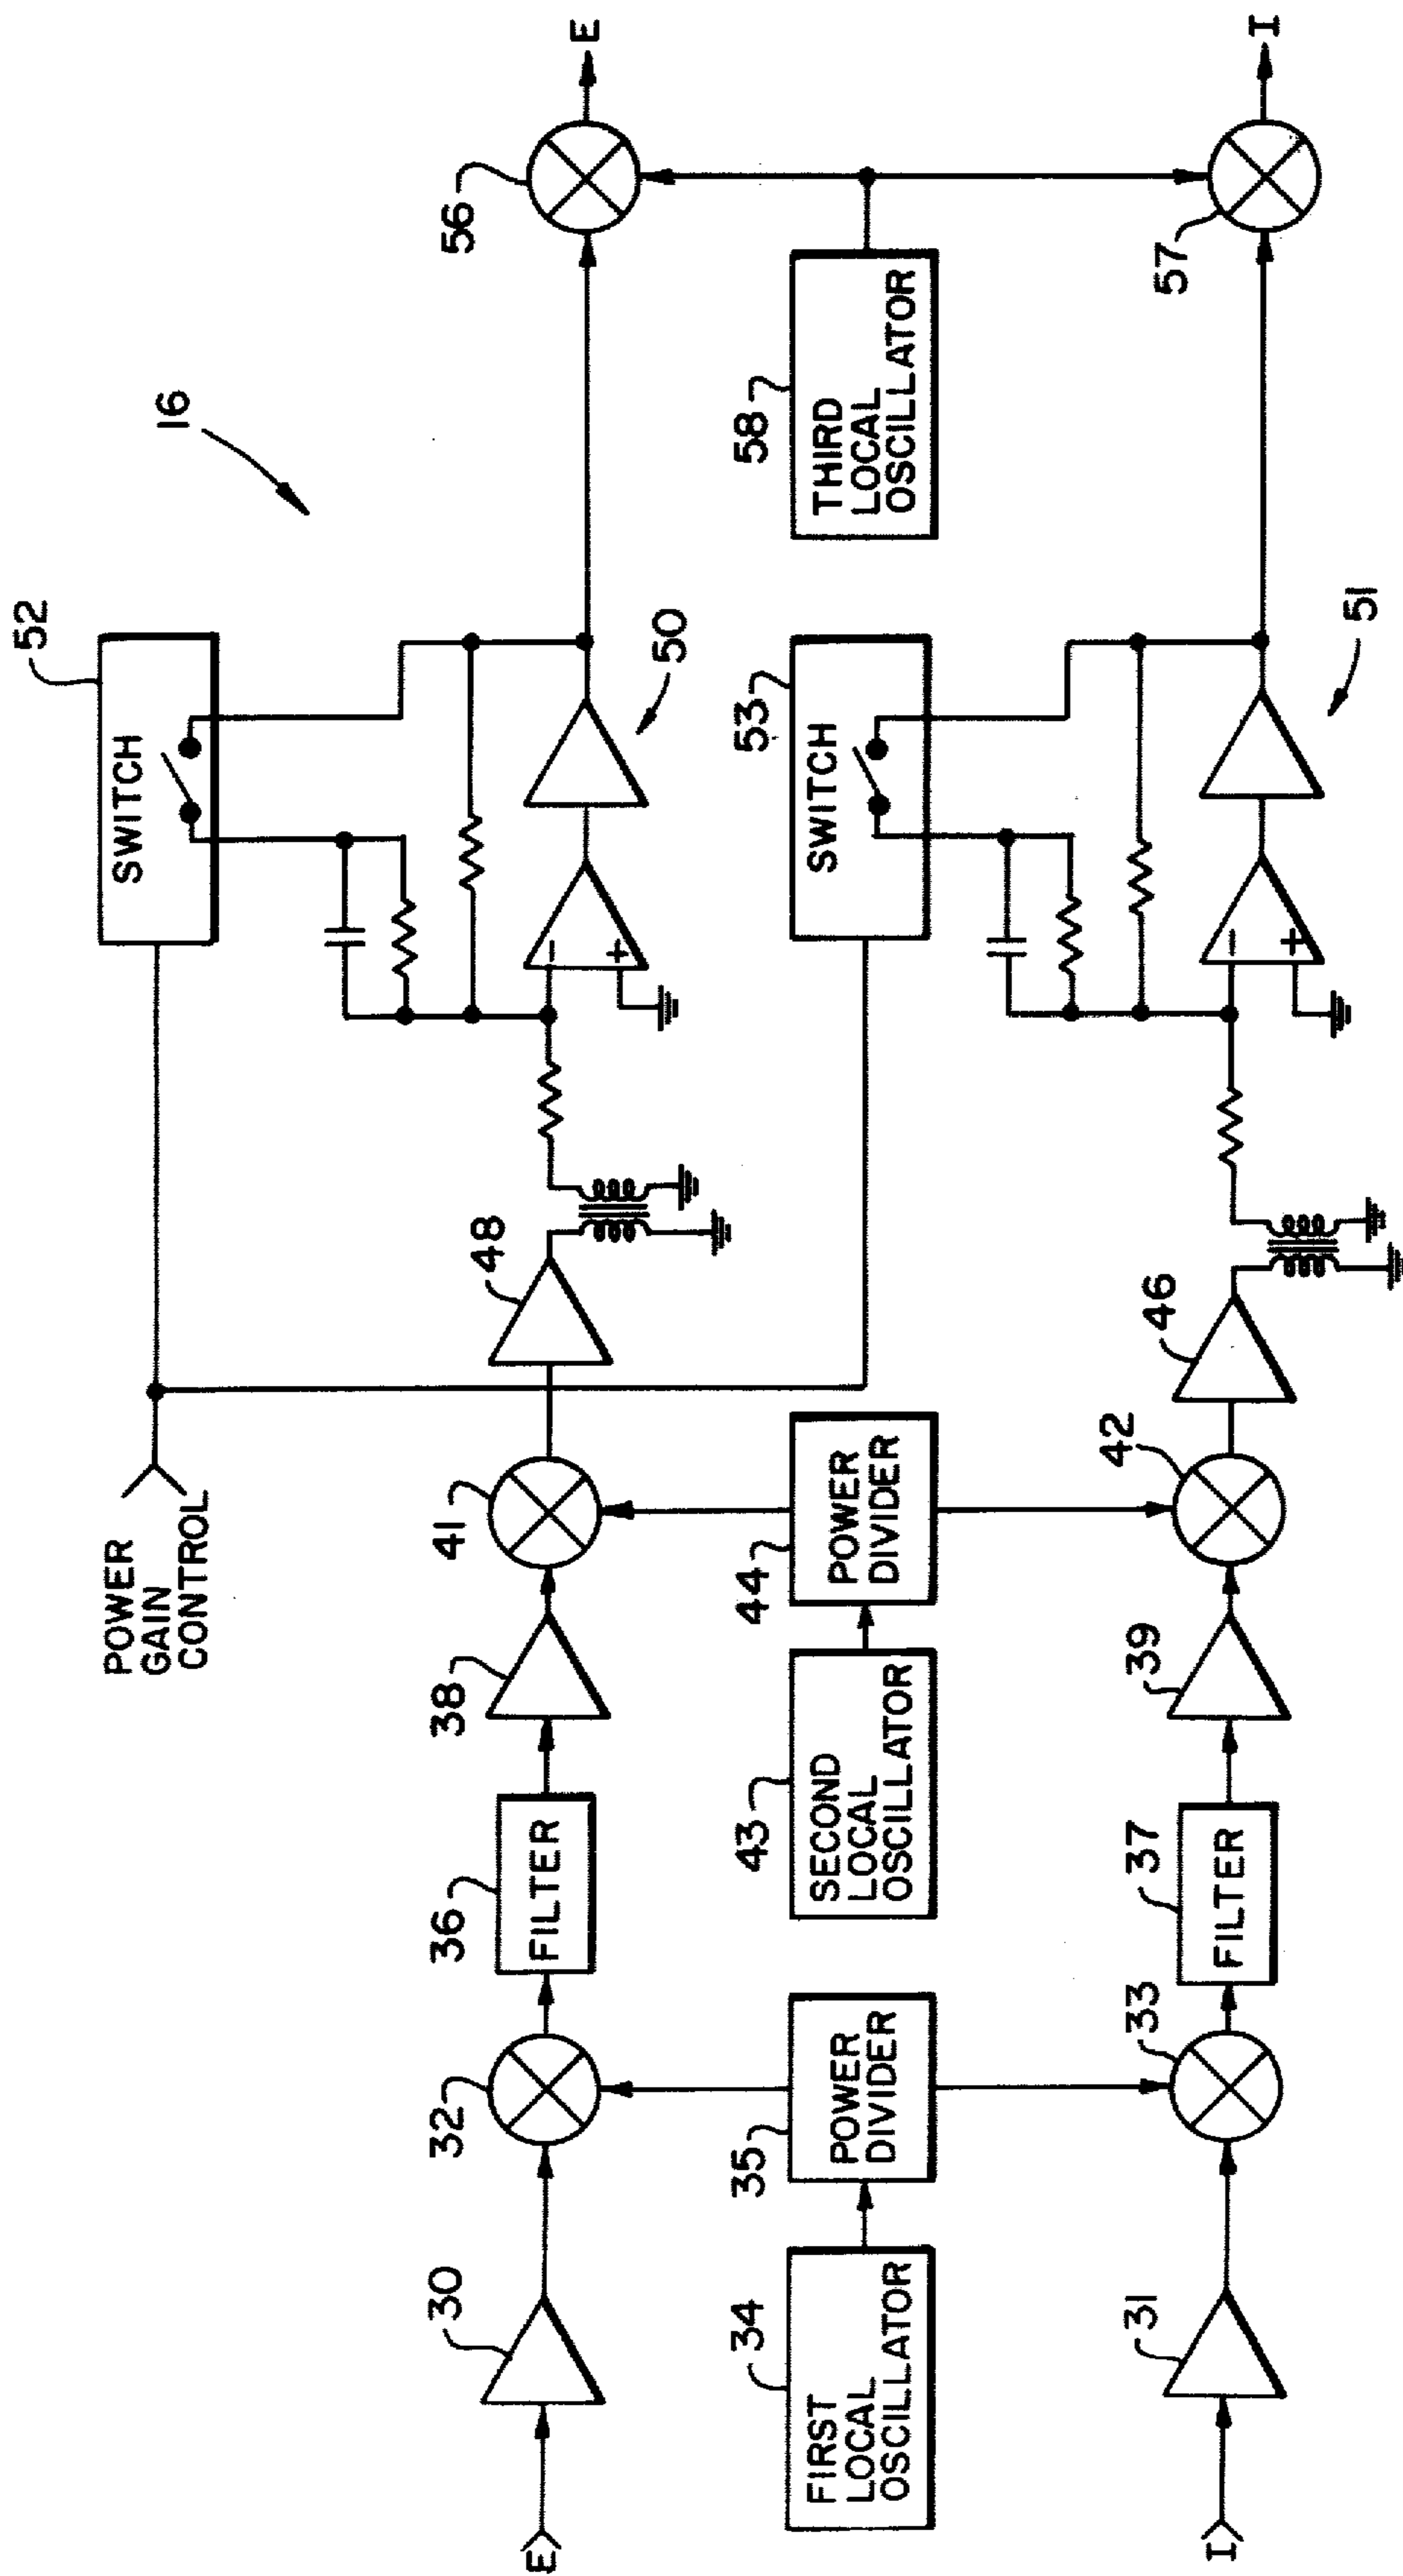 16
POWER
GAIN
CONTROL
52
SWITCH
E
30
32
36
FILTER
38
41
48
-
+
50
56
E
34
FIRST
LOCAL
OSCILLATOR
35
POWER
DIVIDER
43
SECOND
LOCAL
OSCILLATOR
44
POWER
DIVIDER
53
SWITCH
58
THIRD
LOCAL
OSCILLATOR
I
31
33
37
FILTER
39
42
46
-
+
51
57
I